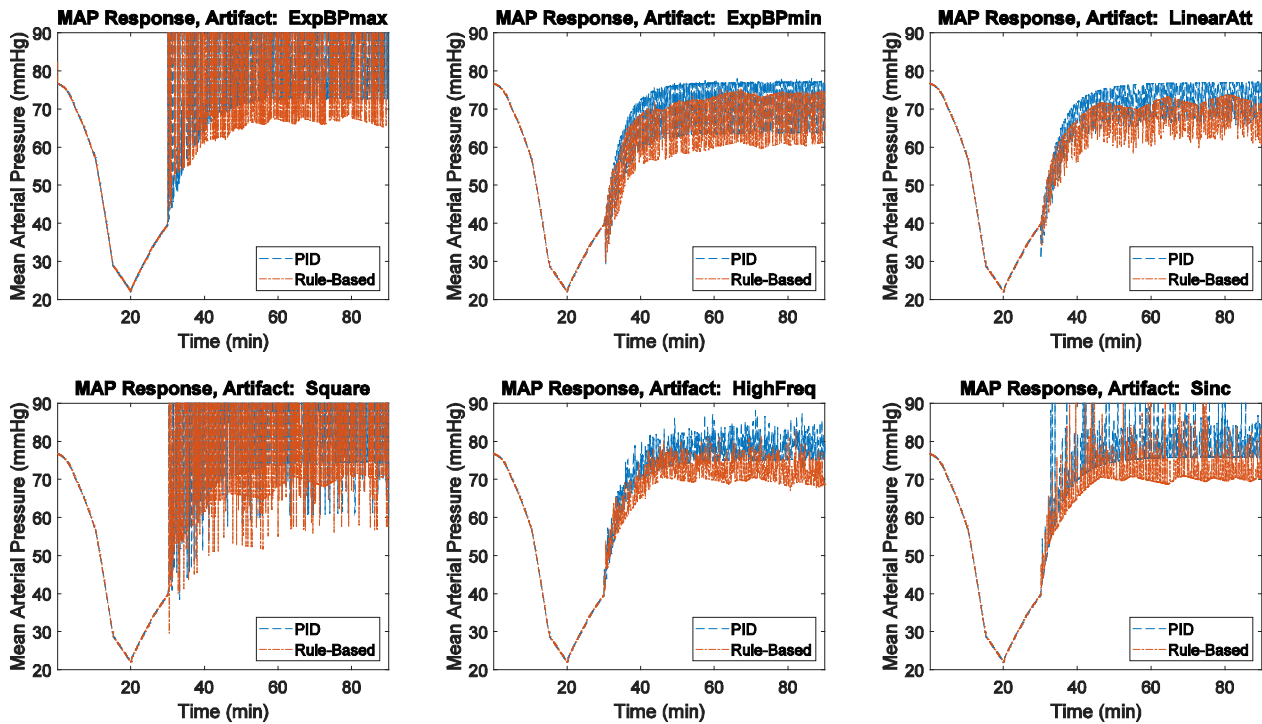 MAP Response, Artifact: ExpBPmax
Mean Arterial Pressure (mmHg)
90
80
70
60
50
40
30
20
20
40
60
80
Time (min)
PID
Rule-Based
MAP Response, Artifact: ExpBPmin
Mean Arterial Pressure (mmHg)
90
80
70
60
50
40
30
20
20
40
60
80
Time (min)
PID
Rule-Based
MAP Response, Artifact: LinearAtt
Mean Arterial Pressure (mmHg)
90
80
70
60
50
40
30
20
20
40
60
80
Time (min)
PID
Rule-Based
MAP Response, Artifact: Square
Mean Arterial Pressure (mmHg)
90
80
70
60
50
40
30
20
20
40
60
80
Time (min)
PID
Rule-Based
MAP Response, Artifact: HighFreq
Mean Arterial Pressure (mmHg)
90
80
70
60
50
40
30
20
20
40
60
80
Time (min)
PID
Rule-Based
MAP Response, Artifact: Sinc
Mean Arterial Pressure (mmHg)
90
80
70
60
50
40
30
20
20
40
60
80
Time (min)
PID
Rule-Based